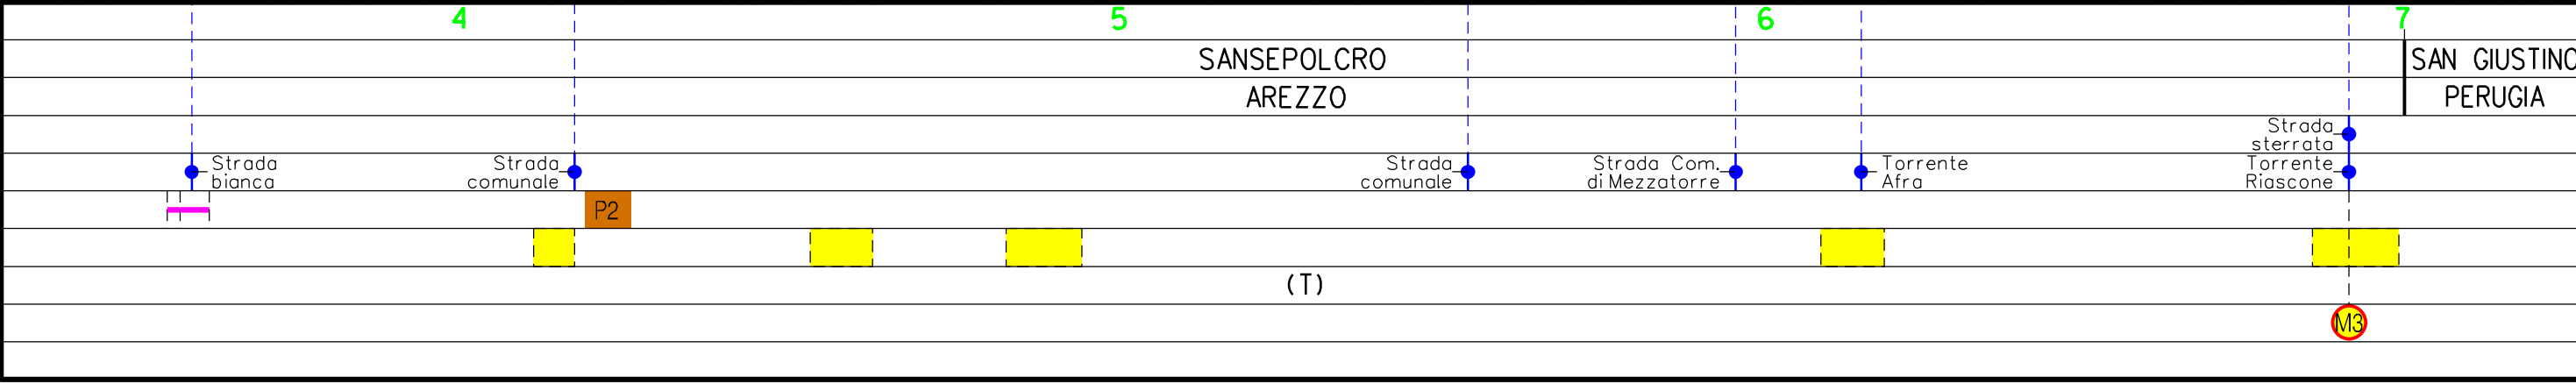 4 5 6 7
SANSEPOLCRO SAN GIUSTINO
AREZZO PERUGIA
Strada
sterrata
Strada
bianca
Strada
comunale
Strada
comunale
Strada Com.
di Mezzatorre
Torrente
Afra
Torrente
Riascone
P2
(T)
M3